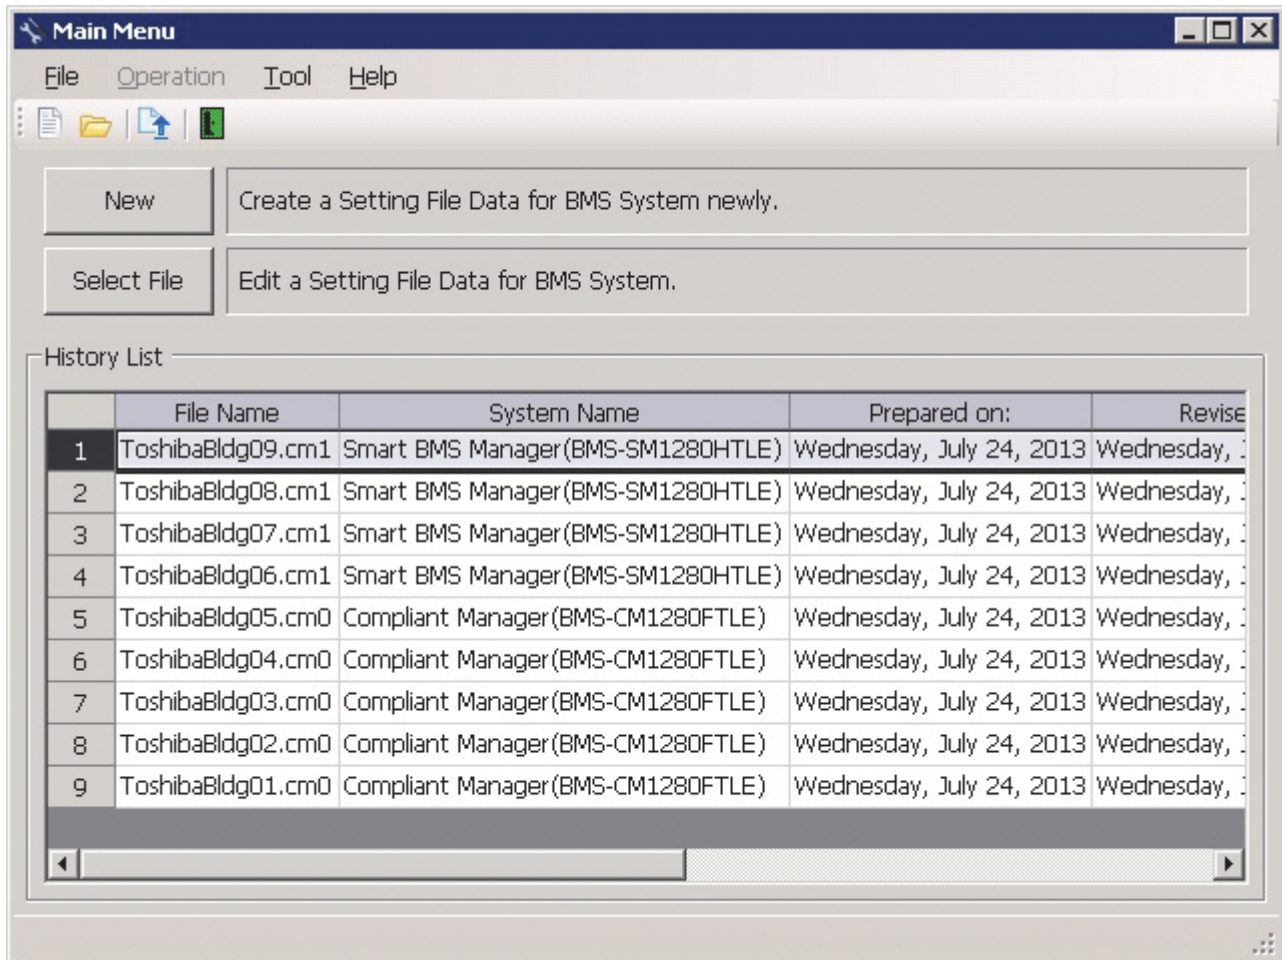 Main Menu
File Operation Tool Help
New Create a Setting File Data for BMS System newly.
Select File Edit a Setting File Data for BMS System.
History List
File Name System Name Prepared on: Revise
1 ToshibaBldg09.cm1 Smart BMS Manager(BMS-SM1280HTLE) Wednesday, July 24, 2013 Wednesday,
2 ToshibaBldg08.cm1 Smart BMS Manager(BMS-SM1280HTLE) Wednesday, July 24, 2013 Wednesday,
3 ToshibaBldg07.cm1 Smart BMS Manager(BMS-SM1280HTLE) Wednesday, July 24, 2013 Wednesday,
4 ToshibaBldg06.cm1 Smart BMS Manager(BMS-SM1280HTLE) Wednesday, July 24, 2013 Wednesday,
5 ToshibaBldg05.cm0 Compliant Manager(BMS-CM1280FTLE) Wednesday, July 24, 2013 Wednesday,
6 ToshibaBldg04.cm0 Compliant Manager(BMS-CM1280FTLE) Wednesday, July 24, 2013 Wednesday,
7 ToshibaBldg03.cm0 Compliant Manager(BMS-CM1280FTLE) Wednesday, July 24, 2013 Wednesday,
8 ToshibaBldg02.cm0 Compliant Manager(BMS-CM1280FTLE) Wednesday, July 24, 2013 Wednesday,
9 ToshibaBldg01.cm0 Compliant Manager(BMS-CM1280FTLE) Wednesday, July 24, 2013 Wednesday,